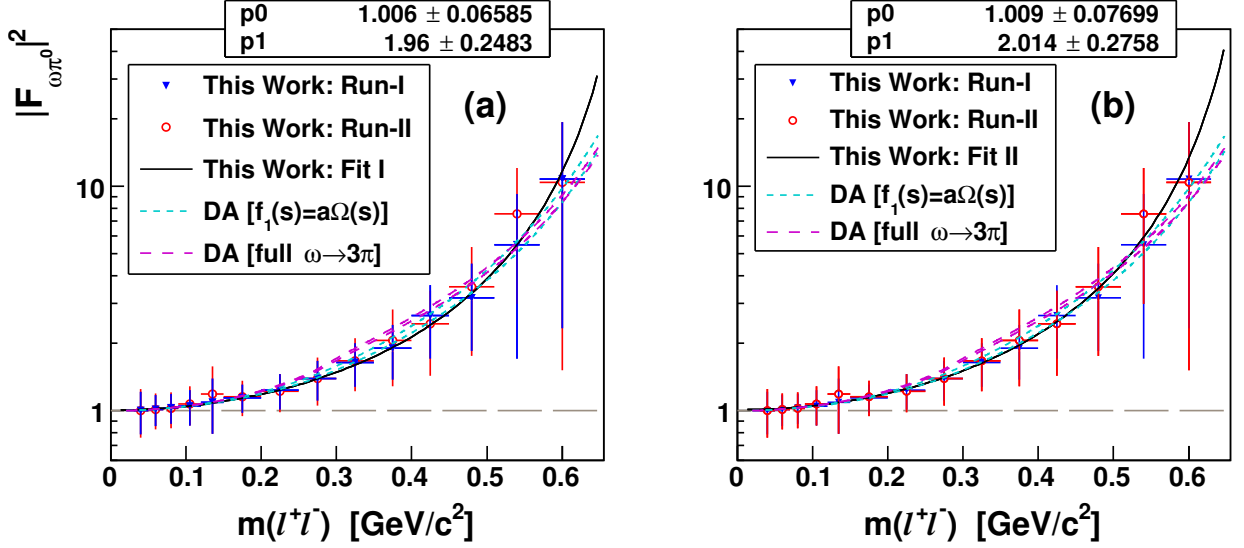 p0 1.006 ± 0.06585
p1 1.96 ± 0.2483
|F_{ωπ⁰}|²
10
1
This Work: Run-I
This Work: Run-II
This Work: Fit I
DA [f₁(s)=aΩ(s)]
DA [full ω→3π]
(a)
0 0.1 0.2 0.3 0.4 0.5 0.6
m(l⁺l⁻) [GeV/c²]
p0 1.009 ± 0.07699
p1 2.014 ± 0.2758
10
1
This Work: Run-I
This Work: Run-II
This Work: Fit II
DA [f₁(s)=aΩ(s)]
DA [full ω→3π]
(b)
0 0.1 0.2 0.3 0.4 0.5 0.6
m(l⁺l⁻) [GeV/c²]